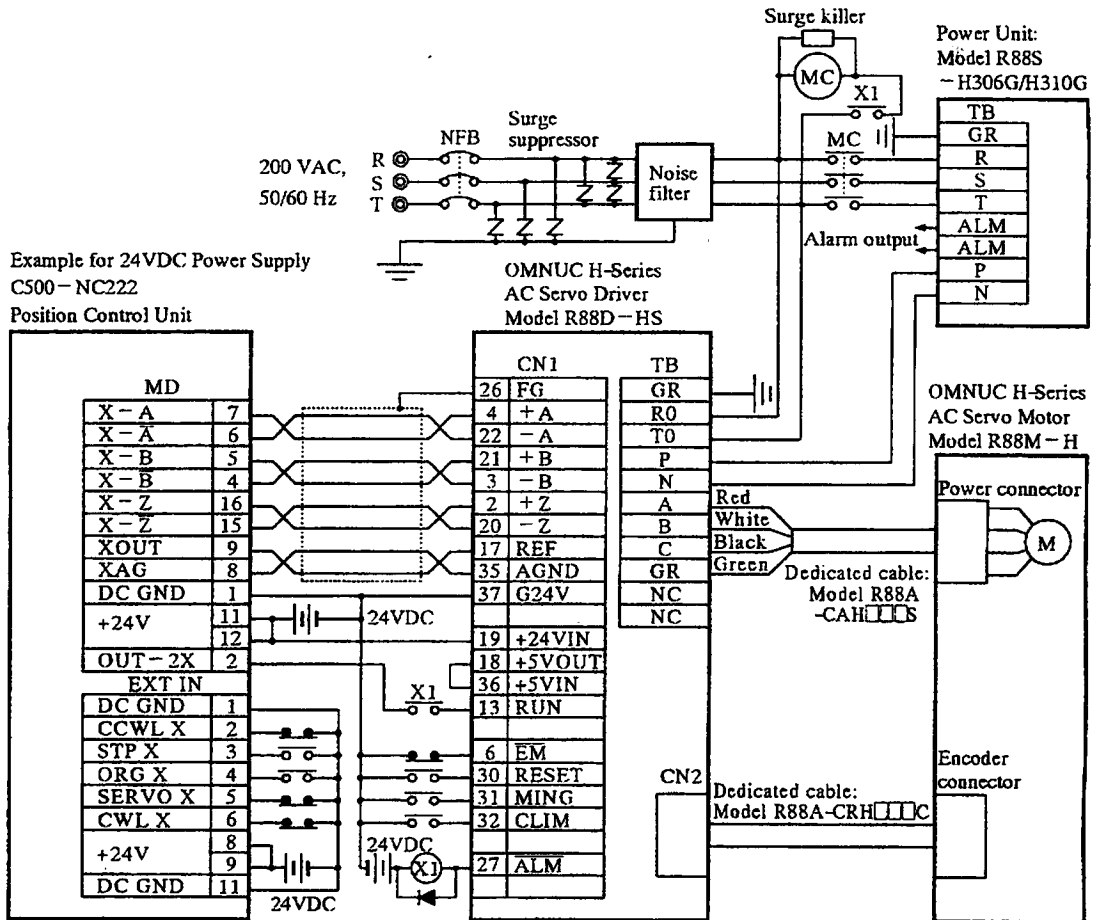 Surge killer
MC
X1
Power Unit:
Model R88S
-H306G/H310G
TB
GR
R
S
T
ALM
ALM
P
N
200 VAC,
50/60 Hz
R
S
T
NFB
Surge
suppressor
Noise
filter
MC
Alarm output
Example for 24VDC Power Supply
C500-NC222
Position Control Unit
OMNUC H-Series
AC Servo Driver
Model R88D-HS
MD
X-A 7
X-A̅ 6
X-B 5
X-B̅ 4
X-Z 16
X-Z̅ 15
XOUT 9
XAG 8
DC GND 1
+24V 11
12
OUT-2X 2
EXT IN
DC GND 1
CCWL X 2
STP X 3
ORG X 4
SERVO X 5
CWL X 6
+24V 8
9
DC GND 11
24VDC
24VDC
X1
24VDC
X1
CN1
26 FG
4 +A
22 -A
21 +B
3 -B
2 +Z
20 -Z
17 REF
35 AGND
37 G24V
19 +24VIN
18 +5VOUT
36 +5VIN
13 RUN
6 E̅M̅
30 RESET
31 MING
32 CLIM
27 A̅L̅M̅
TB
GR
R0
T0
P
N
A
B
C
GR
NC
NC
Red
White
Black
Green
Dedicated cable:
Model R88A
-CAH□□□S
CN2
Dedicated cable:
Model R88A-CRH□□□C
OMNUC H-Series
AC Servo Motor
Model R88M-H
Power connector
M
Encoder
connector